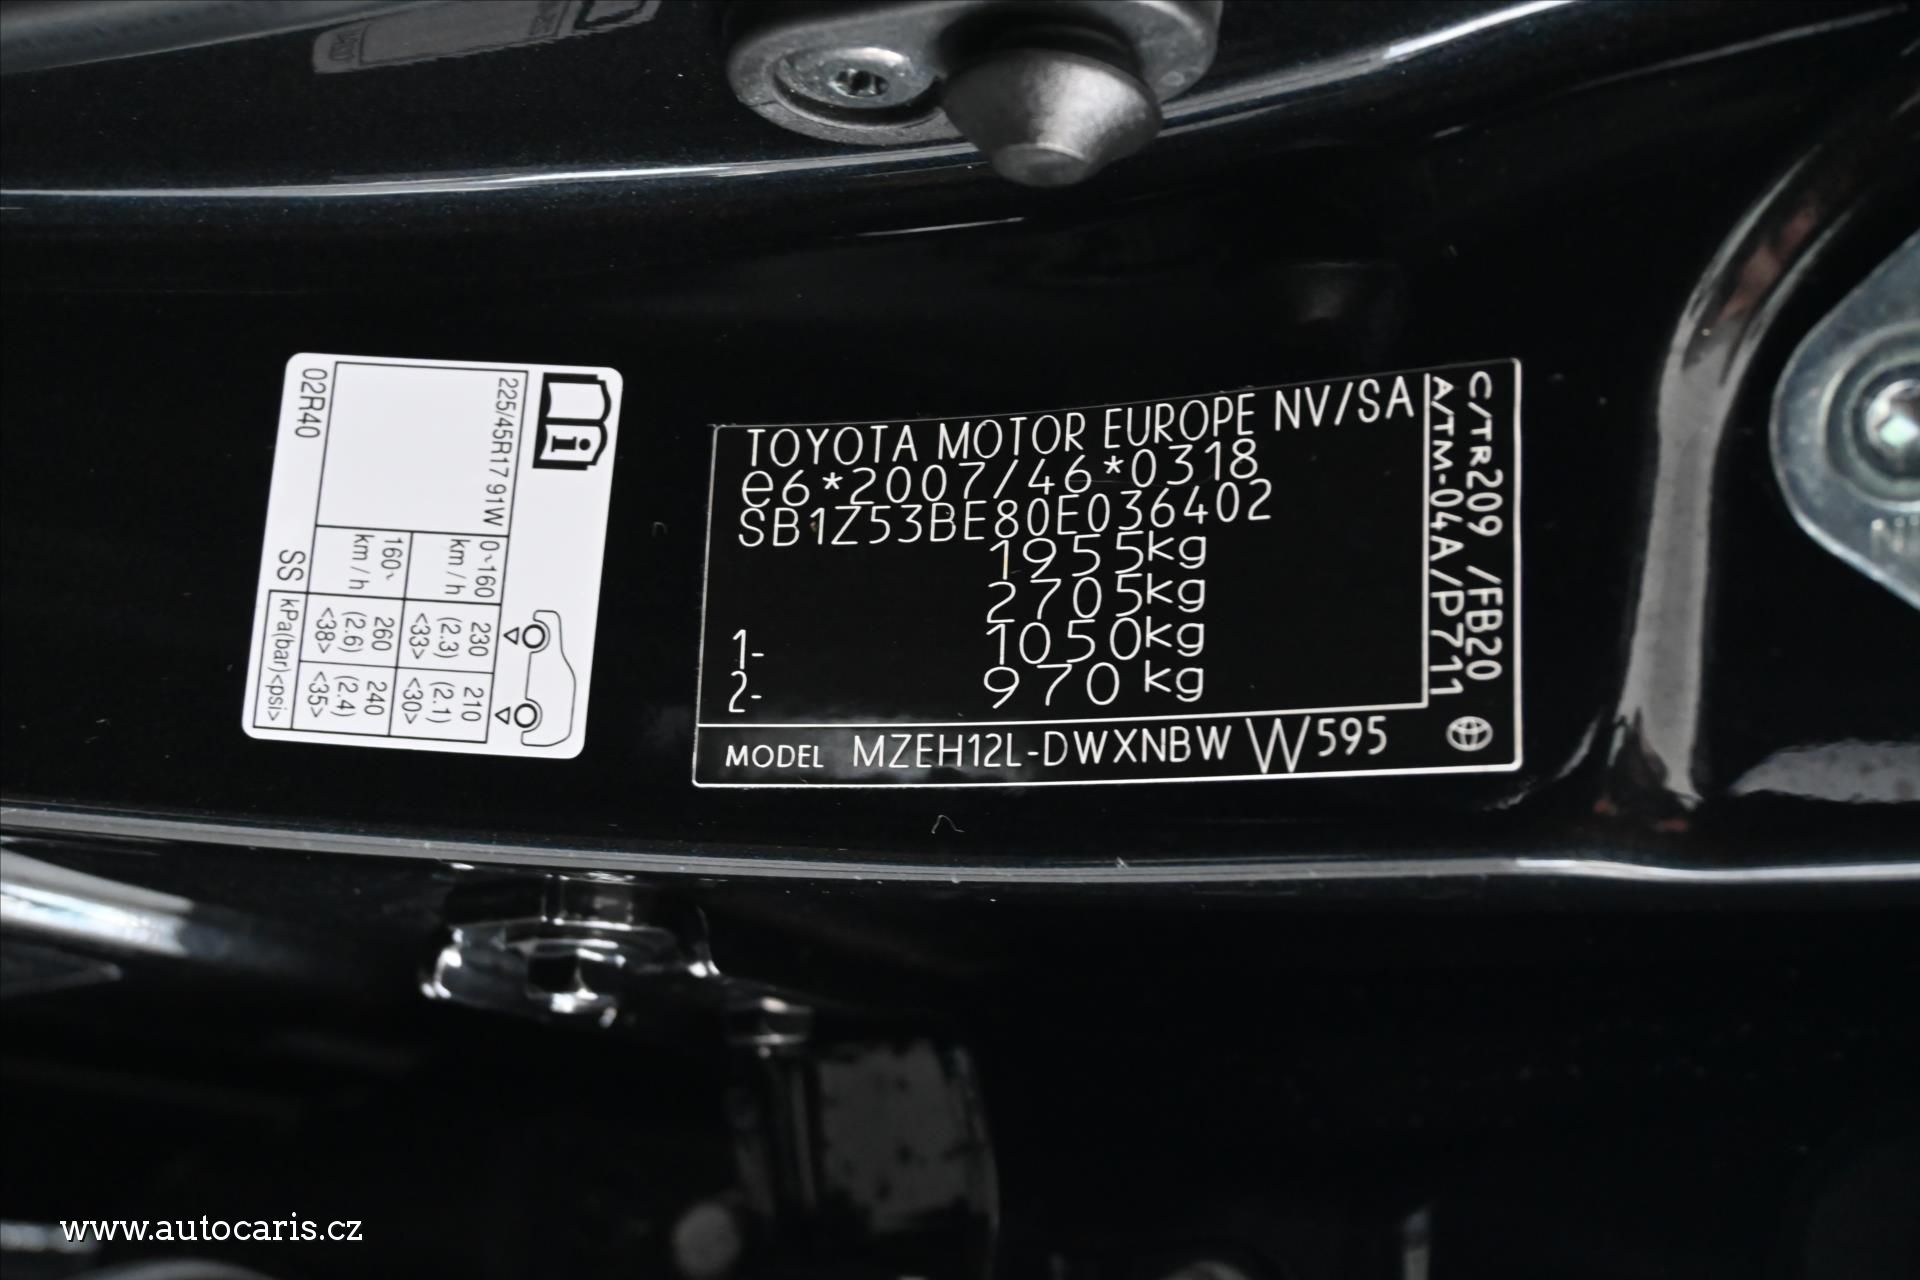 225/45R17 91W
0~160 km/h
230 (2.3) <33>
210 (2.1) <30>
160~ km/h
260 (2.6) <38>
240 (2.4) <35>
02R40
SS
kPa(bar)<psi>
TOYOTA MOTOR EUROPE NV/SA
e6*2007/46*0318
SB1Z53BE80E036402
1955kg
2705kg
1- 1050kg
2- 970kg
MODEL MZEH12L-DWXNBW W595
C/TR209 /FB20
A/TM-04A/P711
www.autocaris.cz